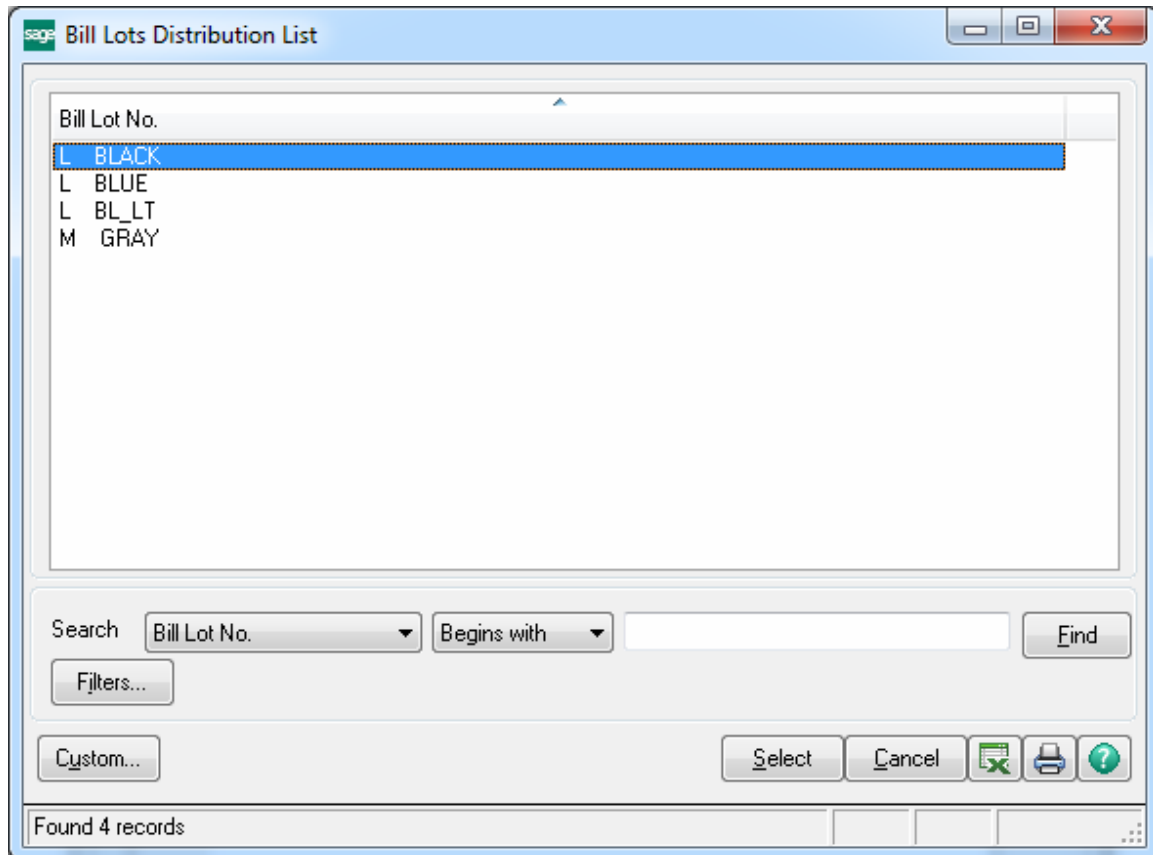 sage Bill Lots Distribution List
Bill Lot No.
L BLACK
L BLUE
L BL_LT
M GRAY
Search Bill Lot No. Begins with Find
Filters...
Custom... Select Cancel ?
Found 4 records